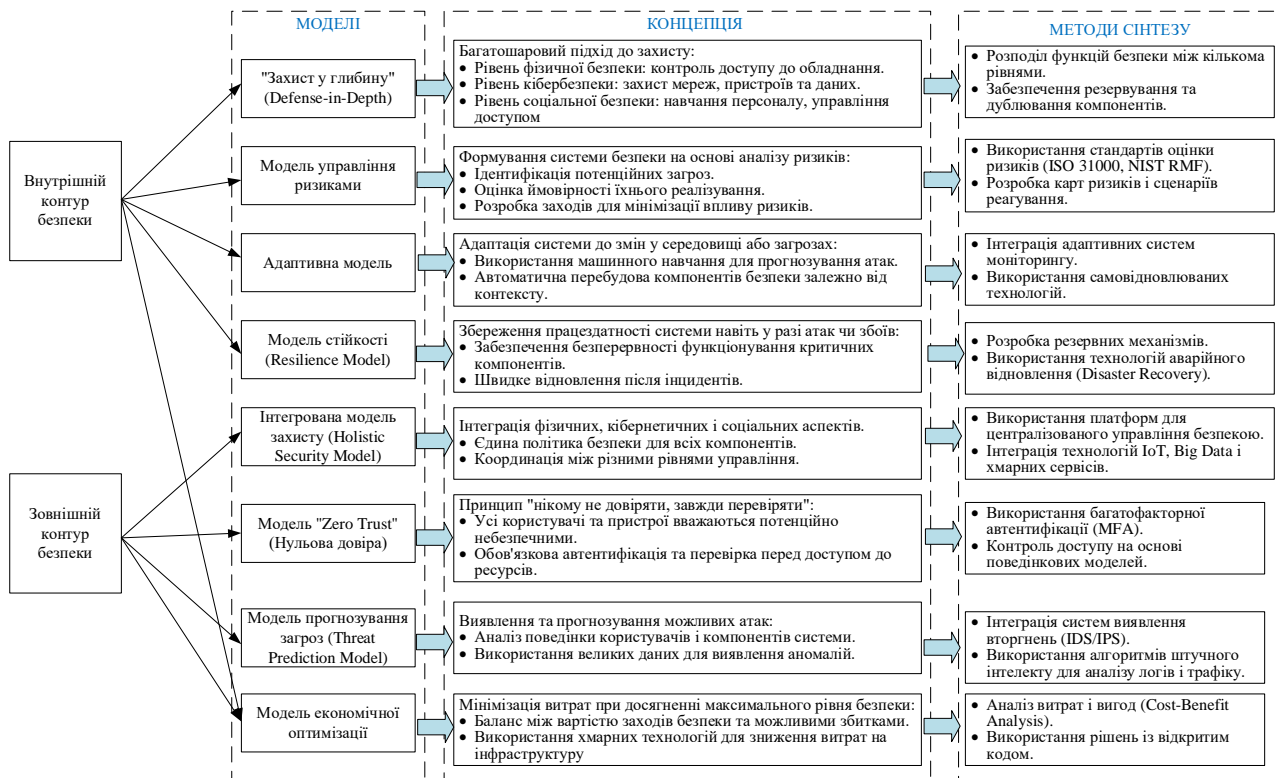 МОДЕЛІ
КОНЦЕПЦІЯ
МЕТОДИ СІНТЕЗУ
Внутрішній
контур
безпеки
Зовнішній
контур
безпеки
"Захист у глибину"
(Defense-in-Depth)
Багатошаровий підхід до захисту:
• Рівень фізичної безпеки: контроль доступу до обладнання.
• Рівень кібербезпеки: захист мереж, пристроїв та даних.
• Рівень соціальної безпеки: навчання персоналу, управління
доступом
• Розподіл функцій безпеки між кількома
рівнями.
• Забезпечення резервування та
дублювання компонентів.
Модель управління
ризиками
Формування системи безпеки на основі аналізу ризиків:
• Ідентифікація потенційних загроз.
• Оцінка ймовірності їхнього реалізування.
• Розробка заходів для мінімізації впливу ризиків.
• Використання стандартів оцінки
ризиків (ISO 31000, NIST RMF).
• Розробка карт ризиків і сценаріїв
реагування.
Адаптивна модель
Адаптація системи до змін у середовищі або загрозах:
• Використання машинного навчання для прогнозування атак.
• Автоматична перебудова компонентів безпеки залежно від
контексту.
• Інтеграція адаптивних систем
моніторингу.
• Використання самовідновлюваних
технологій.
Модель стійкості
(Resilience Model)
Збереження працездатності системи навіть у разі атак чи збоїв:
• Забезпечення безперервності функціонування критичних
компонентів.
• Швидке відновлення після інцидентів.
• Розробка резервних механізмів.
• Використання технологій аварійного
відновлення (Disaster Recovery).
Інтегрована модель
захисту (Holistic
Security Model)
Інтеграція фізичних, кібернетичних і соціальних аспектів.
• Єдина політика безпеки для всіх компонентів.
• Координація між різними рівнями управління.
• Використання платформ для
централізованого управління безпекою.
• Інтеграція технологій IoT, Big Data і
хмарних сервісів.
Модель "Zero Trust"
(Нульова довіра)
Принцип "нікому не довіряти, завжди перевіряти":
• Усі користувачі та пристрої вважаються потенційно
небезпечними.
• Обов'язкова автентифікація та перевірка перед доступом до
ресурсів.
• Використання багатофакторної
автентифікації (MFA).
• Контроль доступу на основі
поведінкових моделей.
Модель прогнозування
загроз (Threat
Prediction Model)
Виявлення та прогнозування можливих атак:
• Аналіз поведінки користувачів і компонентів системи.
• Використання великих даних для виявлення аномалій.
• Інтеграція систем виявлення
вторгнень (IDS/IPS).
• Використання алгоритмів штучного
інтелекту для аналізу логів і трафіку.
Модель економічної
оптимізації
Мінімізація витрат при досягненні максимального рівня безпеки:
• Баланс між вартістю заходів безпеки та можливими збитками.
• Використання хмарних технологій для зниження витрат на
інфраструктуру
• Аналіз витрат і вигод (Cost-Benefit
Analysis).
• Використання рішень із відкритим
кодом.